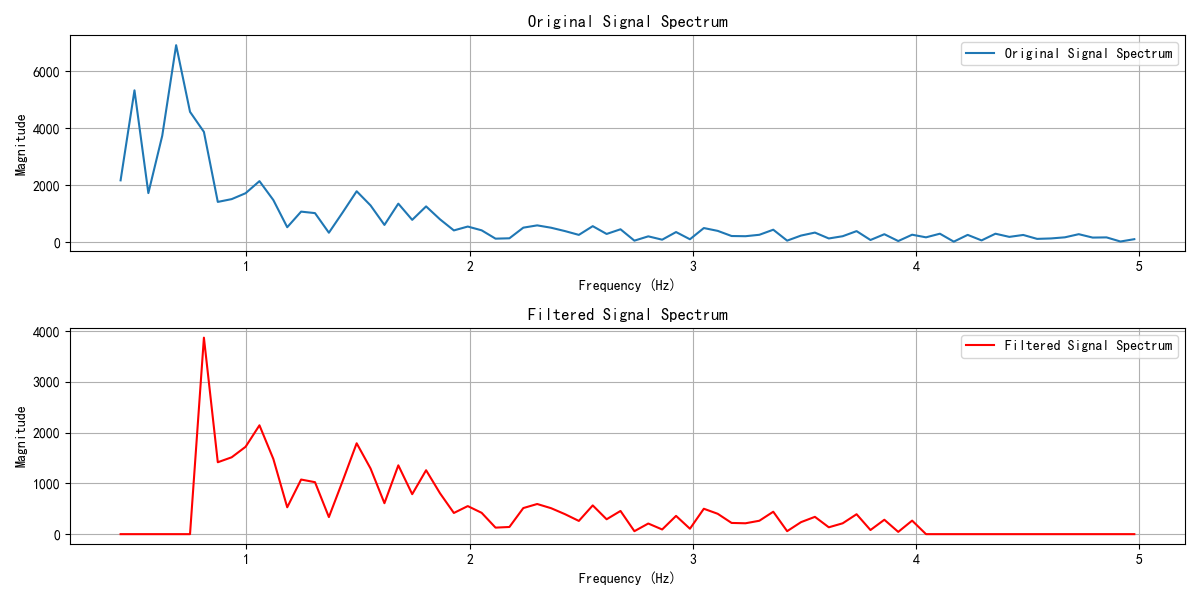 Original Signal Spectrum
Original Signal Spectrum
6000
4000
2000
0
Magnitude
1 2 3 4 5
Frequency (Hz)
Filtered Signal Spectrum
Filtered Signal Spectrum
4000
3000
2000
1000
0
Magnitude
1 2 3 4 5
Frequency (Hz)